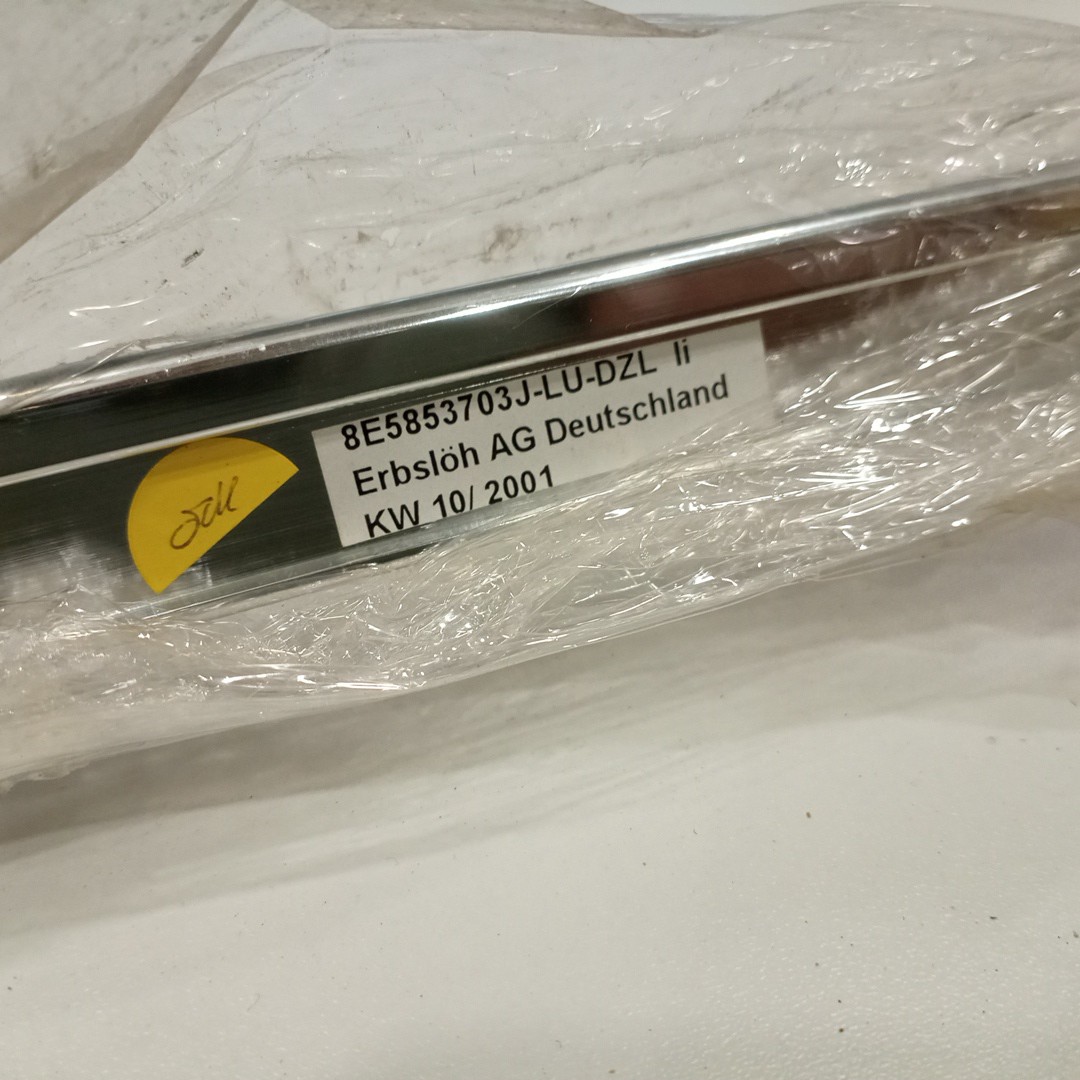 8E5853703J-LU-DZL li
Erbslöh AG Deutschland
KW 10/ 2001